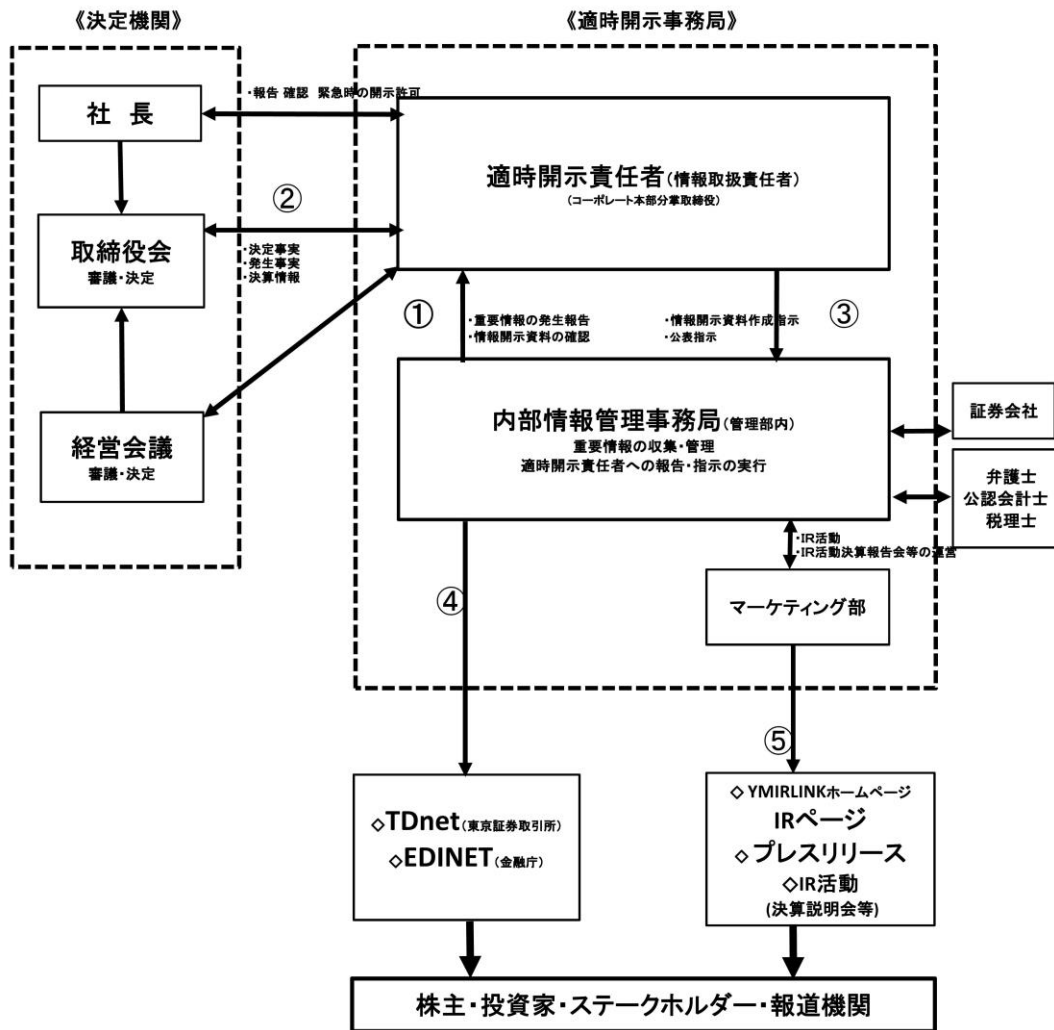 《決定機関》
《適時開示事務局》
社 長
・報告 確認 緊急時の開示許可
適時開示責任者(情報取扱責任者)
(コーポレート本部分掌取締役)
②
取締役会
審議・決定
・決定事実
・発生事実
・決算情報
①
・重要情報の発生報告
・情報開示資料の確認
・情報開示資料作成指示
・公表指示
③
経営会議
審議・決定
内部情報管理事務局(管理部内)
重要情報の収集・管理
適時開示責任者への報告・指示の実行
証券会社
弁護士
公認会計士
税理士
・IR活動
・IR活動決算報告会等の運営
④
マーケティング部
⑤
◇TDnet(東京証券取引所)
◇EDINET(金融庁)
◇YMIRLINKホームページ
IRページ
◇プレスリリース
◇IR活動
(決算説明会等)
株主・投資家・ステークホルダー・報道機関